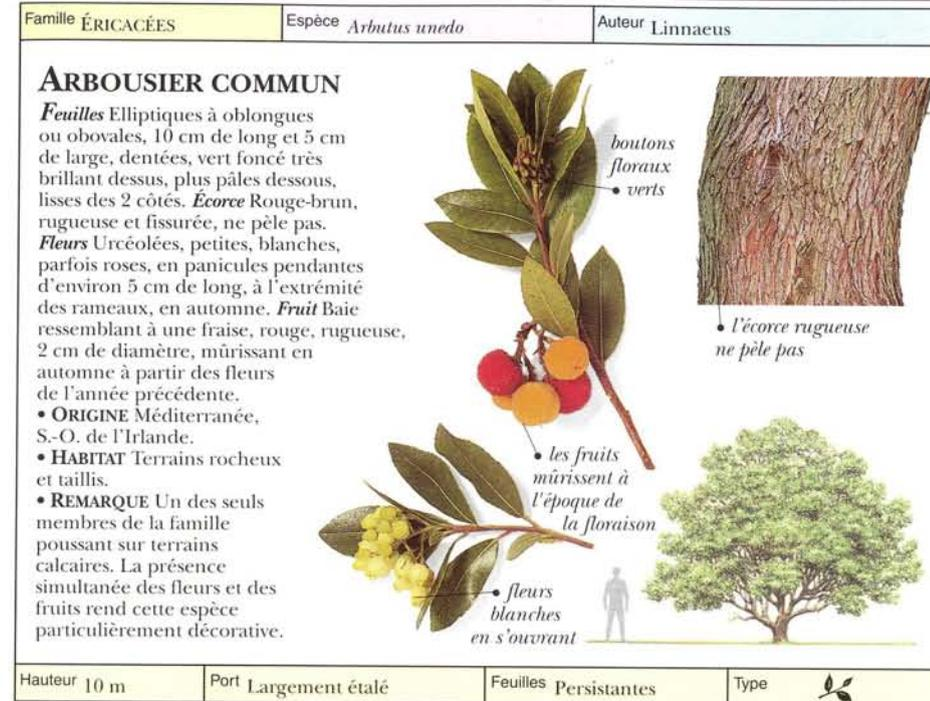 Famille ÉRICACÉES
Espèce Arbutus unedo
Auteur Linnaeus
ARBOUSIER COMMUN
Feuilles Elliptiques à oblongues
ou obovales, 10 cm de long et 5 cm
de large, dentées, vert foncé très
brillant dessus, plus pâles dessous,
lisses des 2 côtés. Écorce Rouge-brun,
rugueuse et fissurée, ne pèle pas.
Fleurs Urcéolées, petites, blanches,
parfois roses, en panicules pendantes
d'environ 5 cm de long, à l'extrémité
des rameaux, en automne. Fruit Baie
ressemblant à une fraise, rouge, rugueuse,
2 cm de diamètre, mûrissant en
automne à partir des fleurs
de l'année précédente.
• ORIGINE Méditerranée,
S.-O. de l'Irlande.
• HABITAT Terrains rocheux
et taillis.
• REMARQUE Un des seuls
membres de la famille
poussant sur terrains
calcaires. La présence
simultanée des fleurs et des
fruits rend cette espèce
particulièrement décorative.
boutons
floraux
verts
l'écorce rugueuse
ne pèle pas
les fruits
mûrissent à
l'époque de
la floraison
fleurs
blanches
en s'ouvrant
Hauteur 10 m
Port Largement étalé
Feuilles Persistantes
Type